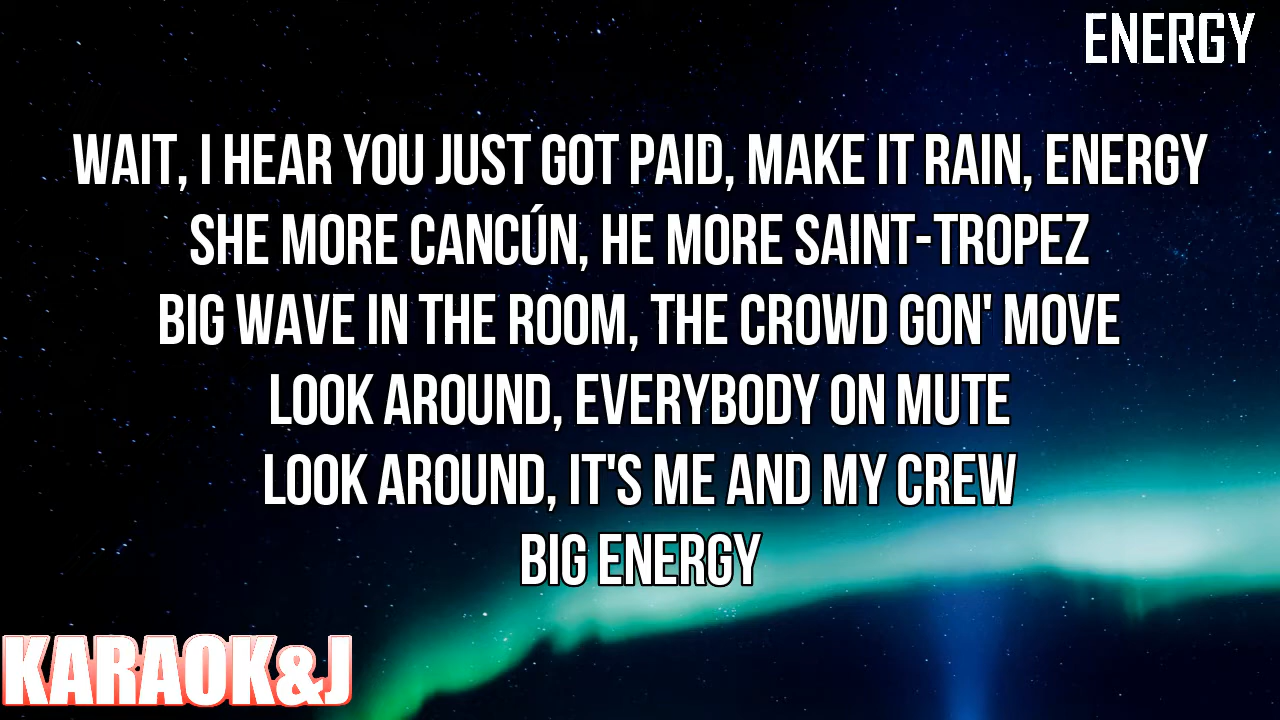 ENERGY
WAIT, I HEAR YOU JUST GOT PAID, MAKE IT RAIN, ENERGY
SHE MORE CANCÚN, HE MORE SAINT-TROPEZ
BIG WAVE IN THE ROOM, THE CROWD GON' MOVE
LOOK AROUND, EVERYBODY ON MUTE
LOOK AROUND, IT'S ME AND MY CREW
BIG ENERGY
KARAOK&J